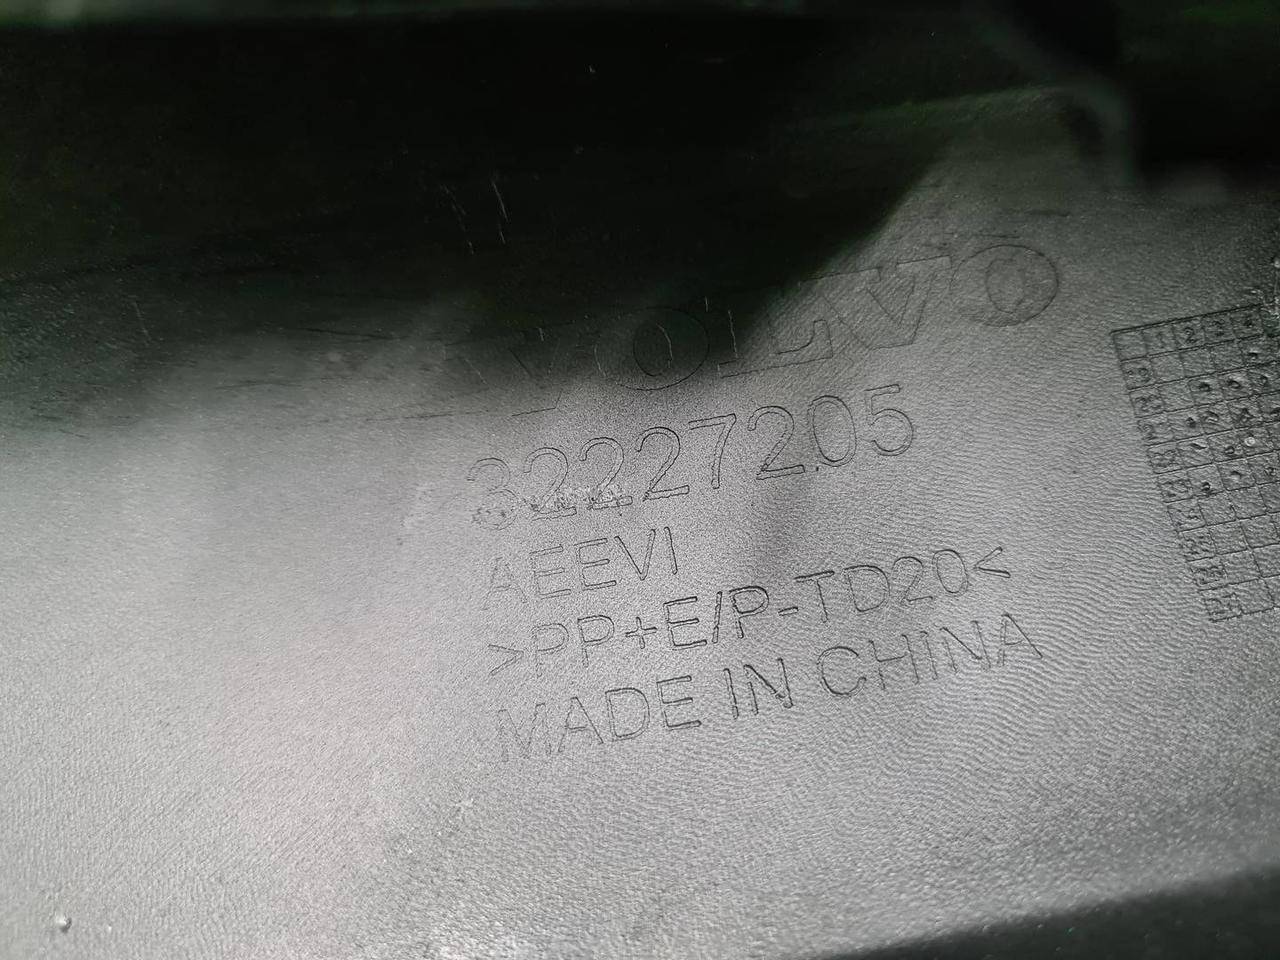 VOLVO
32227205
AEEVI
>PP+E/P-TD20<
MADE IN CHINA